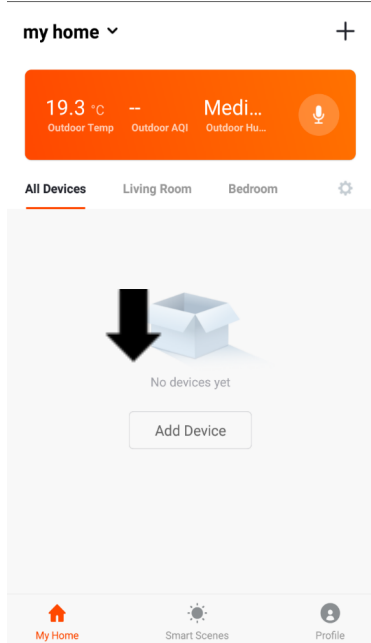 my home
19.3 °C -- Medi...
Outdoor Temp Outdoor AQI Outdoor Hu...
All Devices Living Room Bedroom
No devices yet
Add Device
My Home Smart Scenes Profile